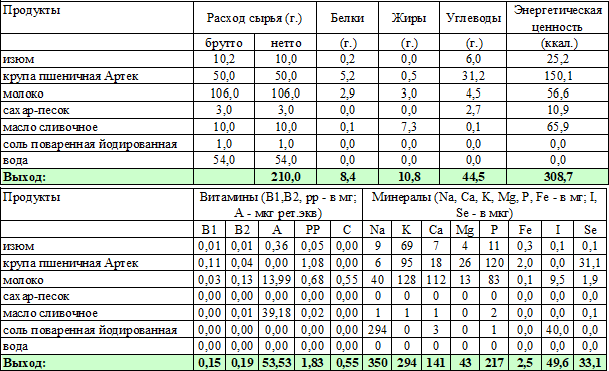 Продукты Расход сырья (г.) Белки Жиры Углеводы Энергетическая
ценность
брутто нетто (г.) (г.) (г.) (ккал.)
изюм 10,2 10,0 0,2 0,0 6,0 25,2
крупа пшеничная Артек 50,0 50,0 5,2 0,5 31,2 150,1
молоко 106,0 106,0 2,9 3,0 4,5 56,6
сахар-песок 3,0 3,0 0,0 0,0 2,7 10,9
масло сливочное 10,0 10,0 0,1 7,3 0,1 65,9
соль поваренная йодированная 1,0 1,0 0,0 0,0 0,0 0,0
вода 54,0 54,0 0,0 0,0 0,0 0,0
Выход: 210,0 8,4 10,8 44,5 308,7
Продукты Витамины (B1,B2, рр - в мг; Минералы (Na, Ca, K, Mg, P, Fe - в мг; I,
А - мкг рет.экв) Se - в мкг)
B1 B2 A PP C Na K Ca Mg P Fe I Se
изюм 0,01 0,01 0,36 0,05 0,00 9 69 7 4 11 0,3 0,1 0,1
крупа пшеничная Артек 0,11 0,04 0,00 1,08 0,00 6 95 18 26 120 2,0 0,0 31,1
молоко 0,03 0,13 13,99 0,68 0,55 40 128 112 13 83 0,1 9,5 1,9
сахар-песок 0,00 0,00 0,00 0,00 0,00 0 0 0 0 0 0,0 0,0 0,0
масло сливочное 0,00 0,01 39,18 0,02 0,00 1 1 1 0 2 0,0 0,0 0,1
соль поваренная йодированная 0,00 0,00 0,00 0,00 0,00 294 0 3 0 1 0,0 40,0 0,0
вода 0,00 0,00 0,00 0,00 0,00 0 0 0 0 0 0,0 0,0 0,0
Выход: 0,15 0,19 53,53 1,83 0,55 350 294 141 43 217 2,5 49,6 33,1